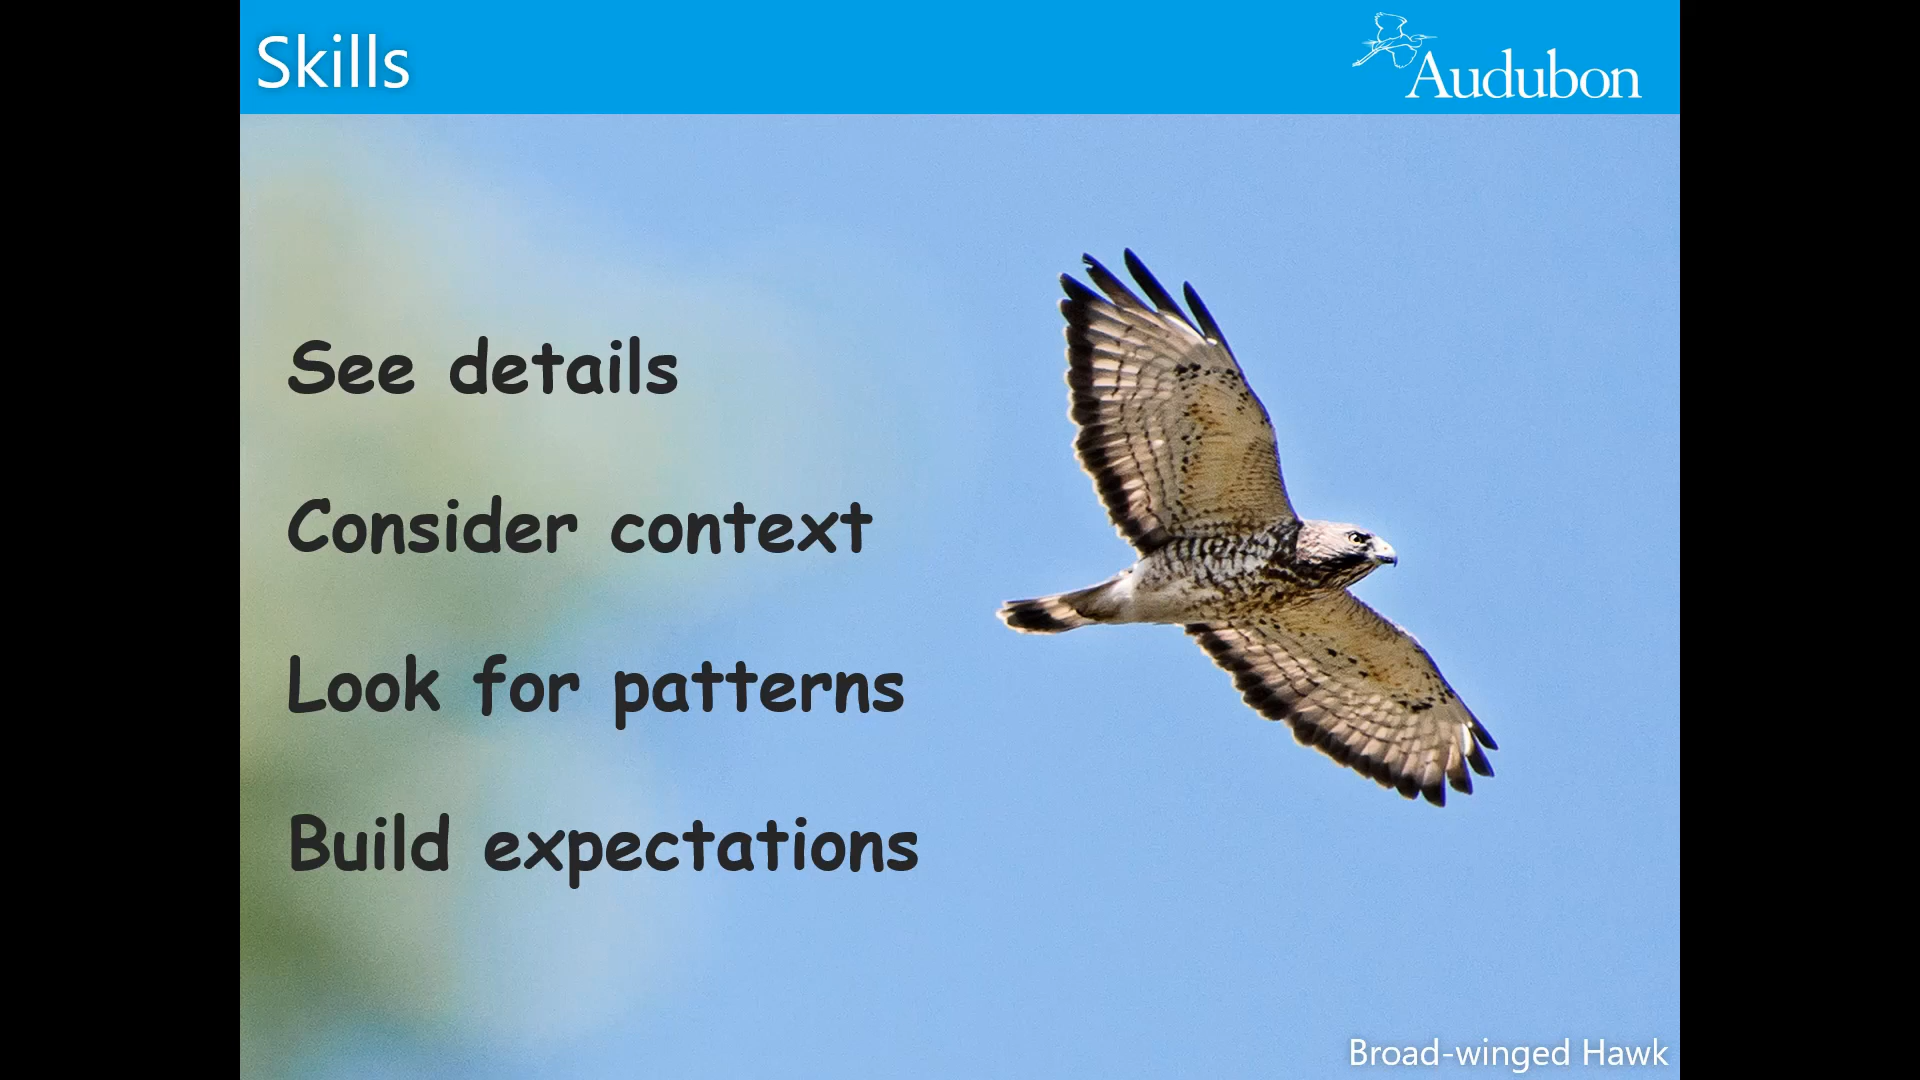 Skills
Audubon
See details
Consider context
Look for patterns
Build expectations
Broad-winged Hawk